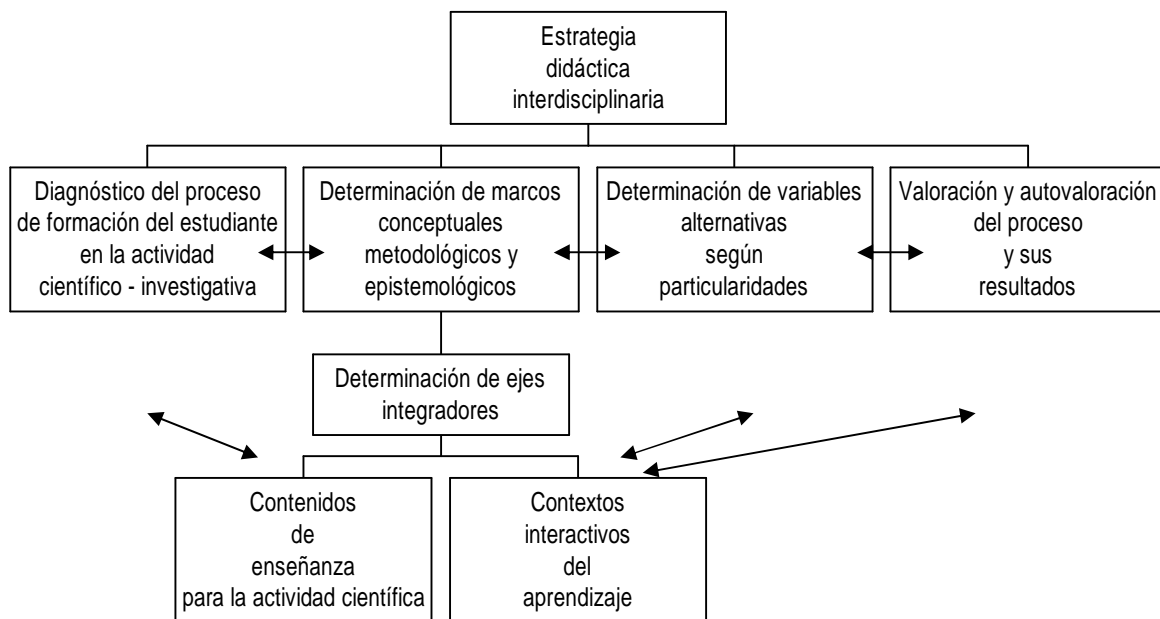 Estrategia
didáctica
interdisciplinaria
Diagnóstico del proceso
de formación del estudiante
en la actividad
científico - investigativa
Determinación de marcos
conceptuales
metodológicos y
epistemológicos
Determinación de variables
alternativas
según
particularidades
Valoración y autovaloración
del proceso
y sus
resultados
Determinación de ejes
integradores
Contenidos
de
enseñanza
para la actividad científica
Contextos
interactivos
del
aprendizaje